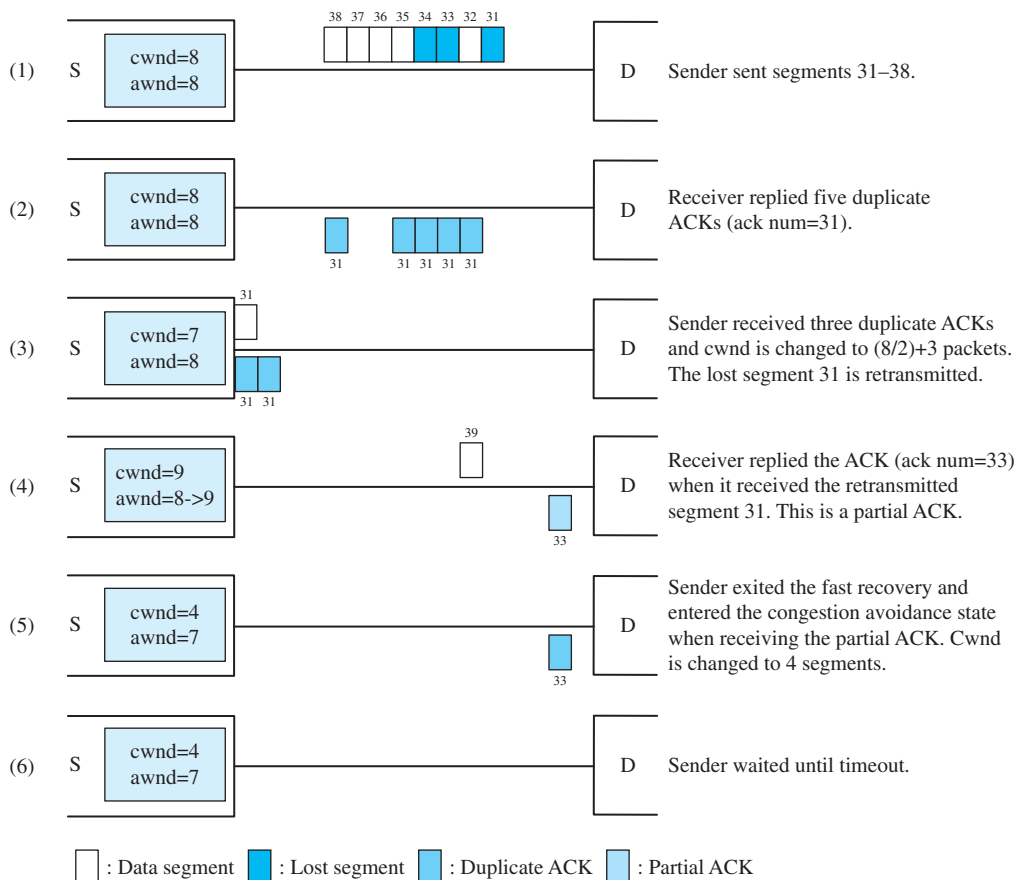 38 37 36 35 34 33 32 31
(1) S cwnd=8 awnd=8 D Sender sent segments 31–38.
(2) S cwnd=8 awnd=8 D Receiver replied five duplicate
ACKs (ack num=31).
31 31 31 31 31
31
(3) S cwnd=7 awnd=8 D Sender received three duplicate ACKs
and cwnd is changed to (8/2)+3 packets.
The lost segment 31 is retransmitted.
31 31
39
(4) S cwnd=9 awnd=8->9 D Receiver replied the ACK (ack num=33)
when it received the retransmitted
segment 31. This is a partial ACK.
33
(5) S cwnd=4 awnd=7 D Sender exited the fast recovery and
entered the congestion avoidance state
when receiving the partial ACK. Cwnd
is changed to 4 segments.
33
(6) S cwnd=4 awnd=7 D Sender waited until timeout.
: Data segment : Lost segment : Duplicate ACK : Partial ACK